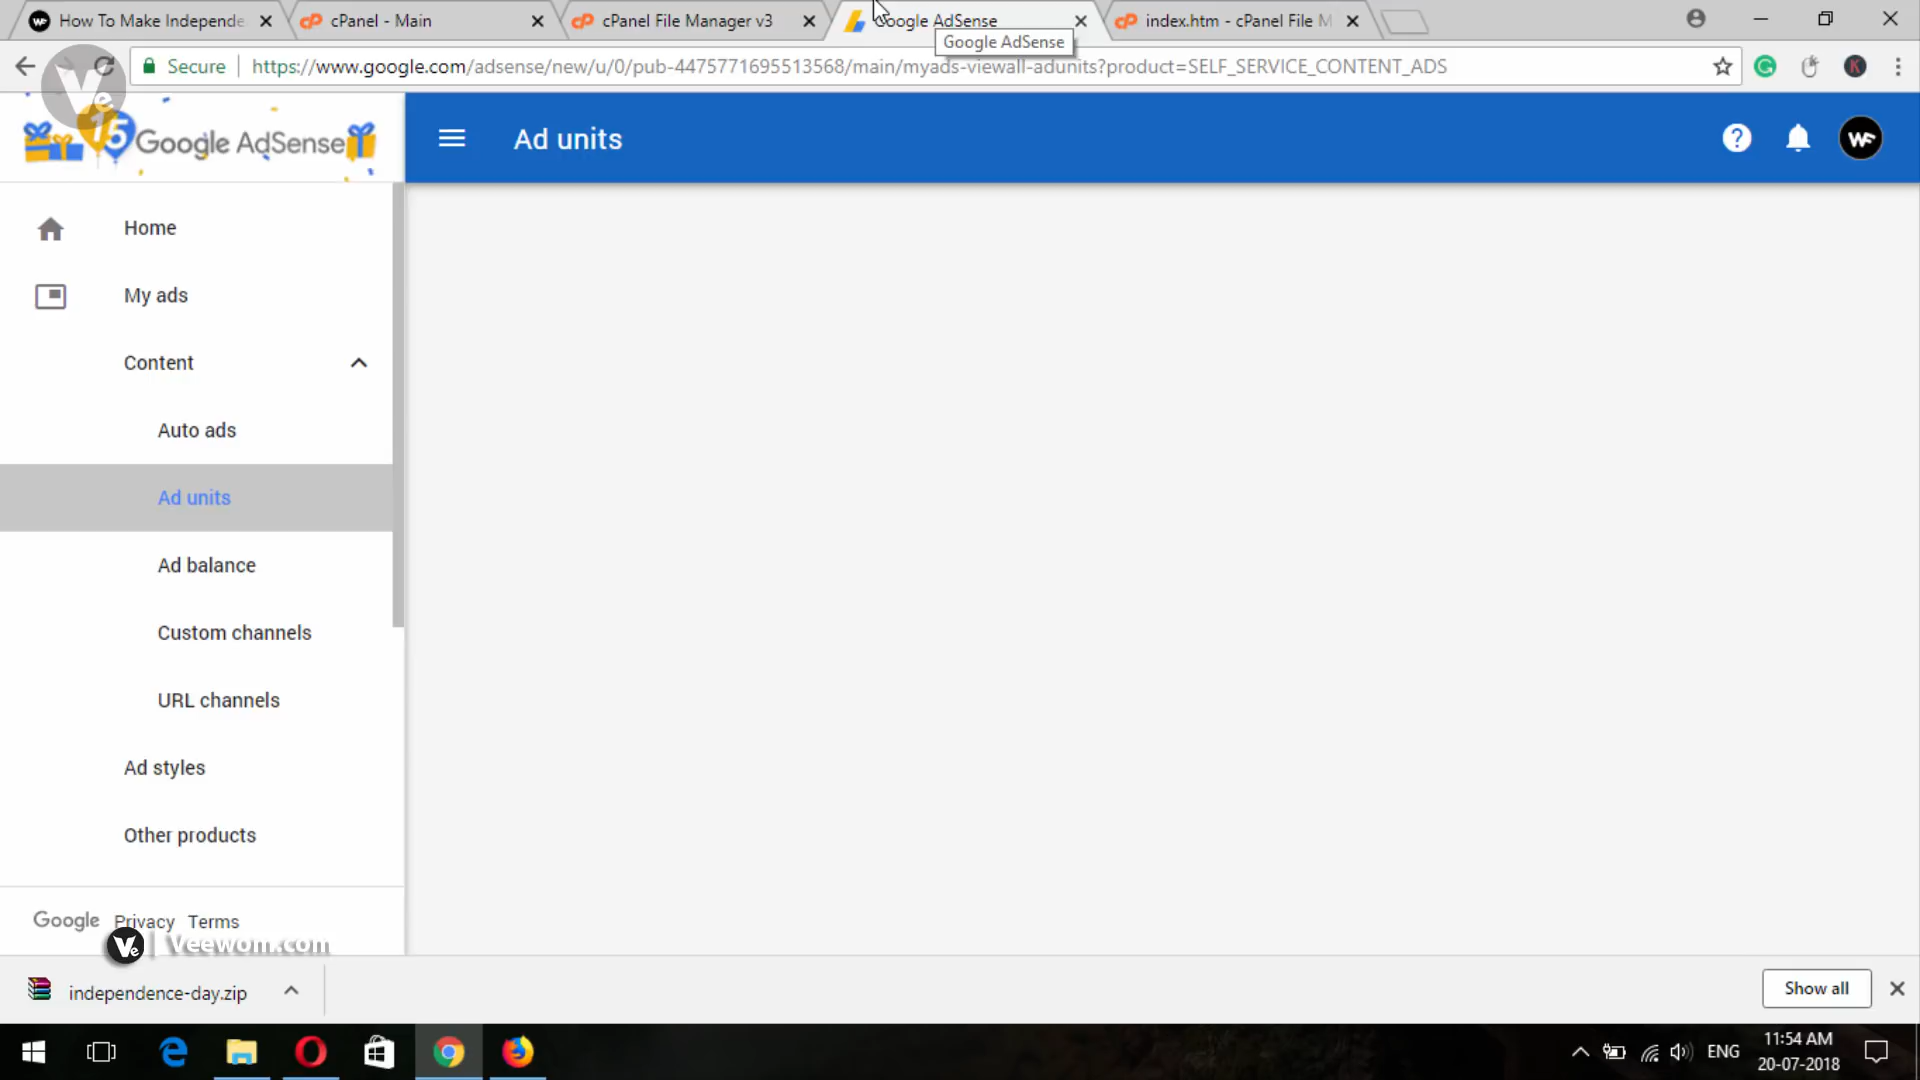 How To Make Independe
cPanel - Main
cPanel File Manager v3
Google AdSense
index.htm - cPanel File M
Google AdSense
Secure
https://www.google.com/adsense/new/u/0/pub-4475771695513568/main/myads-viewall-adunits?product=SELF_SERVICE_CONTENT_ADS
15 Google AdSense
Ad units
Home
My ads
Content
Auto ads
Ad units
Ad balance
Custom channels
URL channels
Ad styles
Other products
Google Privacy Terms
Ve | Veewom.com
independence-day.zip
Show all
ENG
11:54 AM
20-07-2018